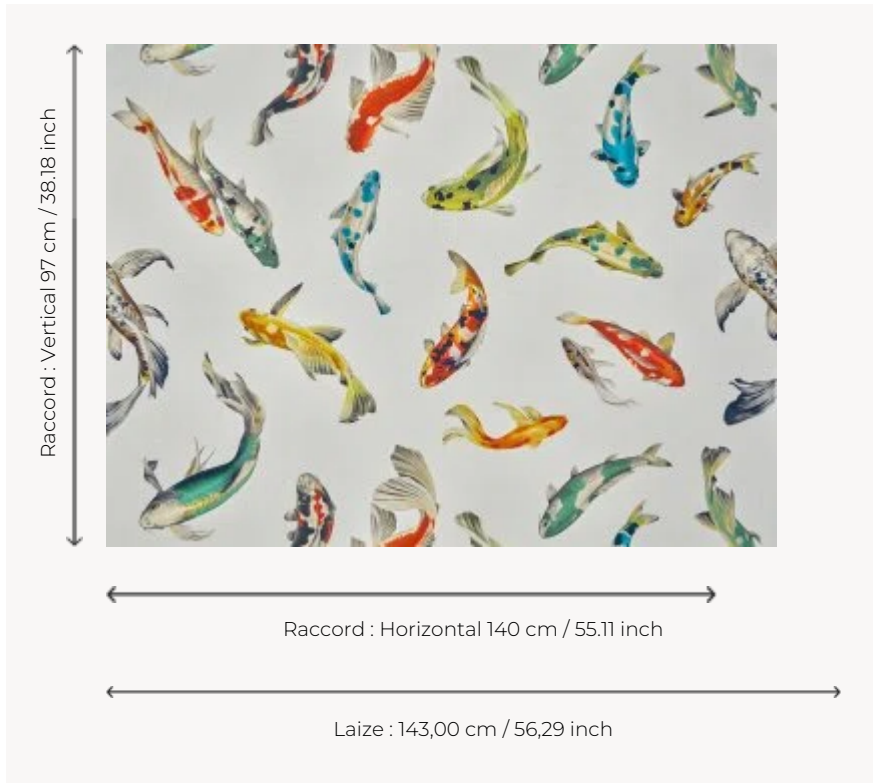 Raccord : Vertical 97 cm / 38.18 inch
Raccord : Horizontal 140 cm / 55.11 inch
Laize : 143,00 cm / 56,29 inch